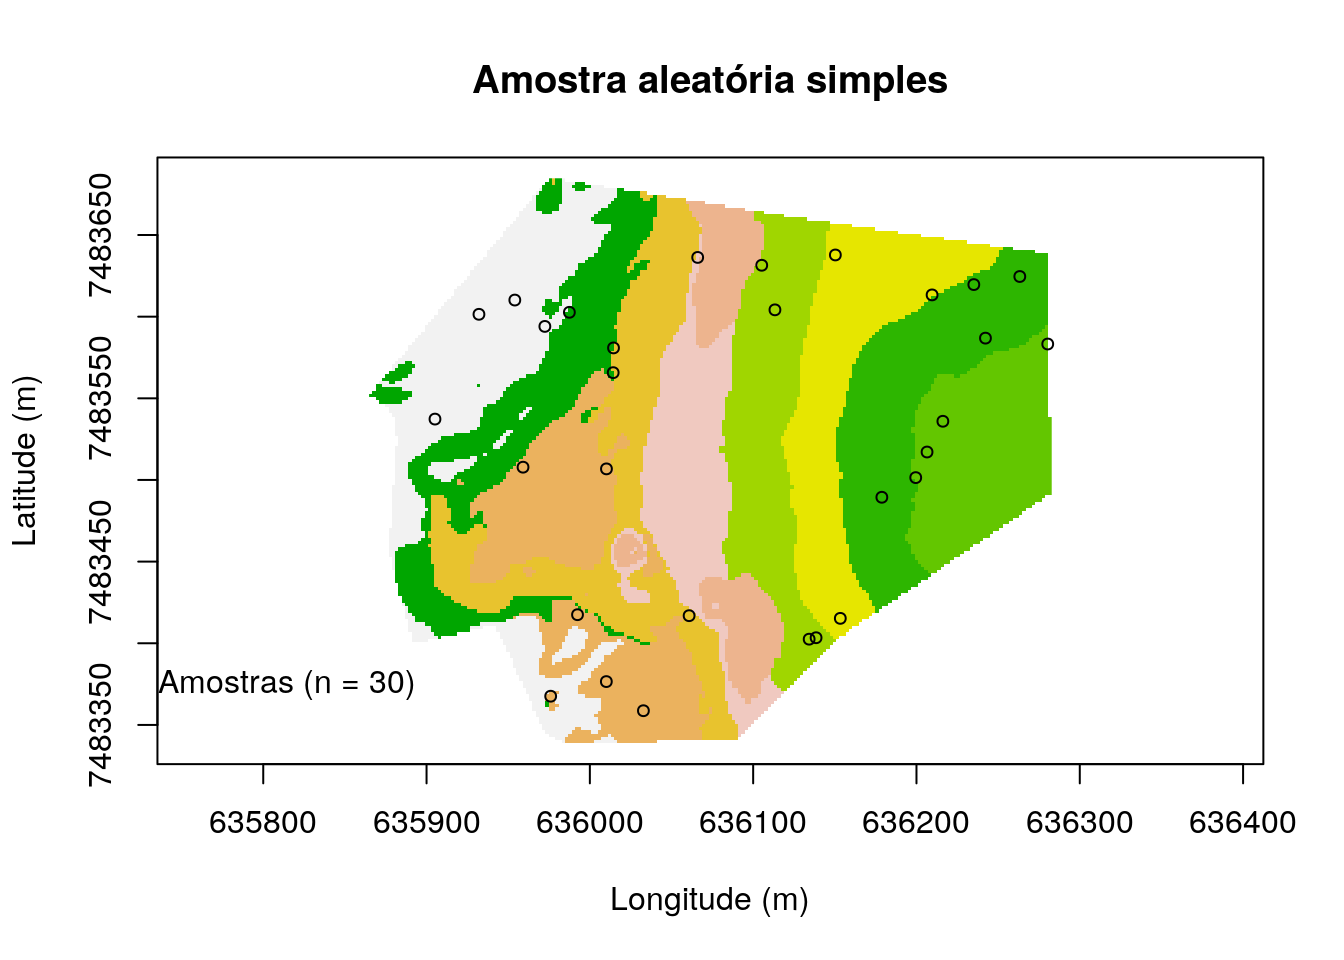 Amostra aleatória simples
Latitude (m)
7483650
7483550
7483450
7483350
Amostras (n = 30)
635800 635900 636000 636100 636200 636300 636400
Longitude (m)